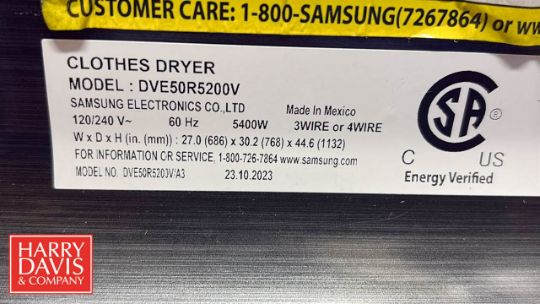 CUSTOMER CARE: 1-800-SAMSUNG(7267864) or ww
CLOTHES DRYER
MODEL : DVE50R5200V
SAMSUNG ELECTRONICS CO.,LTD Made In Mexico
120/240 V~ 60 Hz 5400W 3WIRE or 4WIRE
W x D x H (in. (mm)) : 27.0 (686) x 30.2 (768) x 44.6 (1132)
FOR INFORMATION OR SERVICE, 1-800-726-7864 www.samsung.com
MODEL NO. DVE50R5200V/A3 23.10.2023
CSA ®
C US
Energy Verified
HARRY
DAVIS
& COMPANY